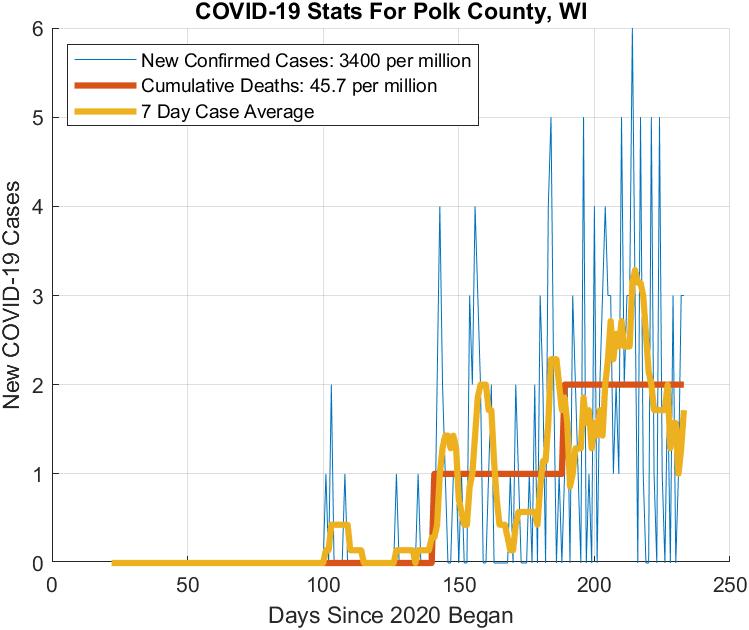 COVID-19 Stats For Polk County, WI
New Confirmed Cases: 3400 per million
Cumulative Deaths: 45.7 per million
7 Day Case Average
New COVID-19 Cases
6
5
4
3
2
1
0
0 50 100 150 200 250
Days Since 2020 Began